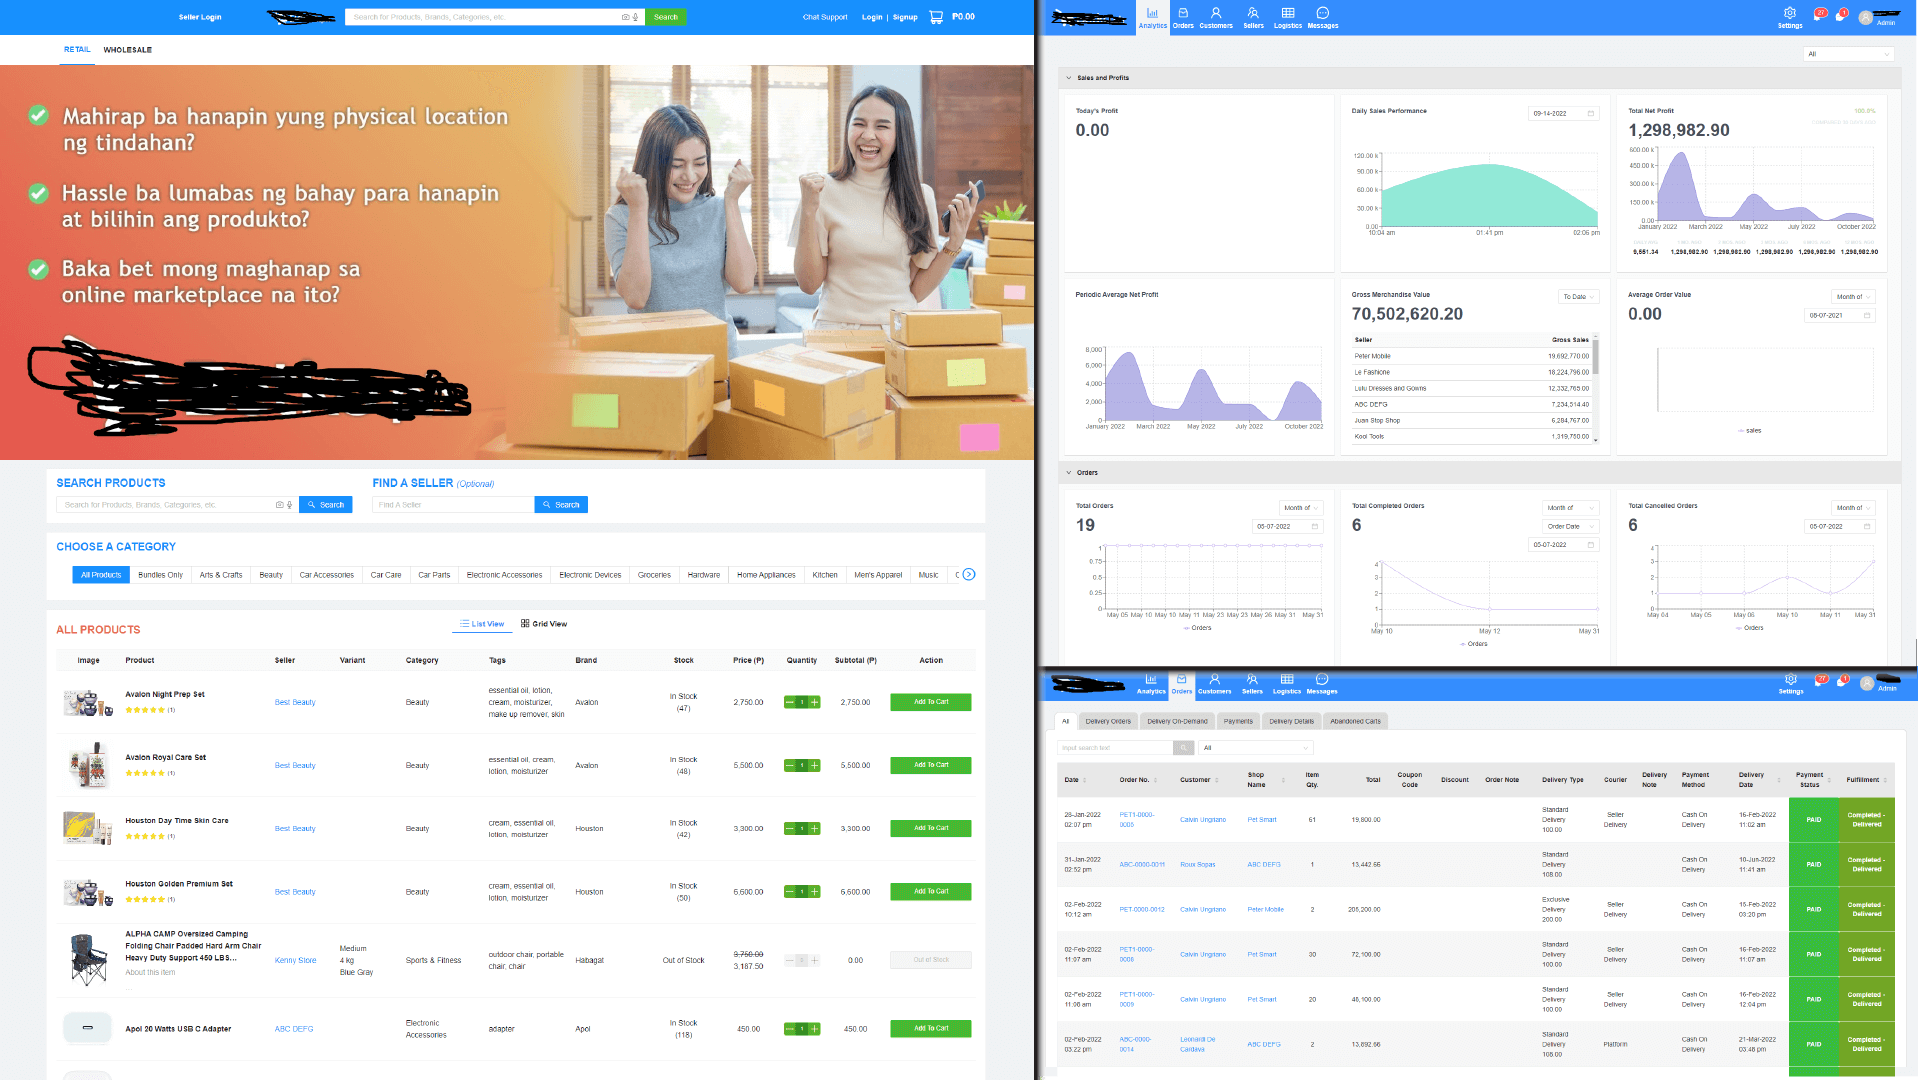 Seller Login
Search for Products, Brands, Categories, etc.
Search
Chat Support
Login | Signup
₱0.00
RETAIL
WHOLESALE
Mahirap ba hanapin yung physical location
ng tindahan?
Hassle ba lumabas ng bahay para hanapin
at bilihin ang produkto?
Baka bet mong maghanap sa
online marketplace na ito?
SEARCH PRODUCTS
Search for Products, Brands, Categories, etc.
Search
FIND A SELLER (Optional)
Find A Seller
Search
CHOOSE A CATEGORY
All Products
Bundles Only
Arts & Crafts
Beauty
Car Accessories
Car Care
Car Parts
Electronic Accessories
Electronic Devices
Groceries
Hardware
Home Appliances
Kitchen
Men's Apparel
Music
ALL PRODUCTS
List View
Grid View
Image Product Seller Variant Category Tags Brand Stock Price (₱) Quantity Subtotal (₱) Action
Avalon Night Prep Set
(1)
Best Beauty
Beauty
essential oil, lotion,
cream, moisturizer,
make up remover, skin
Avalon
In Stock
(47)
2,750.00
1
2,750.00
Add To Cart
Avalon Royal Care Set
(1)
Best Beauty
Beauty
essential oil, cream,
lotion, moisturizer
Avalon
In Stock
(48)
5,500.00
1
5,500.00
Add To Cart
Houston Day Time Skin Care
(1)
Best Beauty
Beauty
cream, essential oil,
lotion, moisturizer
Houston
In Stock
(42)
3,300.00
1
3,300.00
Add To Cart
Houston Golden Premium Set
(1)
Best Beauty
Beauty
cream, essential oil,
lotion, moisturizer
Houston
In Stock
(50)
6,600.00
1
6,600.00
Add To Cart
ALPHA CAMP Oversized Camping
Folding Chair Padded Hard Arm Chair
Heavy Duty Support 450 LBS...
About this item
...
Kenny Store
Medium
4 kg
Blue Gray
Sports & Fitness
outdoor chair, portable
chair, chair
Habagat
Out of Stock
3,750.00
3,187.50
0.00
Out of Stock
Apol 20 Watts USB C Adapter
ABC DEFG
Electronic
Accessories
adapter
Apol
In Stock
(118)
450.00
1
450.00
Add To Cart
Analytics
Orders
Customers
Sellers
Logistics
Messages
Settings
27
1
Admin
All
Sales and Profits
Today's Profit
0.00
Daily Sales Performance
09-14-2022
120.00 k
90.00 k
60.00 k
30.00 k
0.00
10:04 am 01:41 pm 02:06 pm
Total Net Profit
100.0%
1,298,982.90
600.00 k
450.00 k
300.00 k
150.00 k
0.00
January 2022 March 2022 May 2022 July 2022 October 2022
9,551.34 1,298,982.90 1,298,982.90 1,298,982.90 1,298,982.90 1,298,982.90
Periodic Average Net Profit
8,000
6,000
4,000
2,000
0
January 2022 March 2022 May 2022 July 2022 October 2022
Gross Merchandise Value
To Date
70,502,620.20
Seller Gross Sales
Peter Mobile 19,692,770.00
Le Fashione 18,224,796.00
Lulu Dresses and Gowns 12,332,765.00
ABC DEFG 7,234,514.40
Juan Stop Shop 6,284,767.00
Kool Tools 1,319,750.00
Average Order Value
Month of
0.00
06-07-2021
sales
Orders
Total Orders
Month of
19
05-07-2022
1
0.75
0.5
0.25
0
May 05 May 10 May 10 May 11 May 23 May 23 May 26 May 31 May 31
Orders
Total Completed Orders
Month of
6
Order Date
05-07-2022
4
3
2
1
0
May 10 May 12 May 31
Orders
Total Cancelled Orders
Month of
6
05-07-2022
4
3
2
1
0
May 04 May 05 May 06 May 10 May 11 May 31
Orders
Analytics
Orders
Customers
Sellers
Logistics
Messages
Settings
27
1
Admin
All
Delivery Orders
Delivery On-Demand
Payments
Delivery Details
Abandoned Carts
Input search text
All
Date Order No. Customer Shop Name Item Qty. Total Coupon Code Discount Order Note Delivery Type Courier Delivery Note Payment Method Delivery Date Payment Status Fulfillment
28-Jan-2022 02:07 pm PET1-0000-0005 Calvin Ungriano Pet Smart 61 19,800.00 Standard Delivery 100.00 Seller Delivery Cash On Delivery 16-Feb-2022 11:02 am PAID Completed - Delivered
31-Jan-2022 02:52 pm ABC-0000-0011 Roux Sopas ABC DEFG 1 13,442.56 Standard Delivery 108.00 Cash On Delivery 10-Jun-2022 11:41 am PAID Completed - Delivered
02-Feb-2022 10:12 am PET-0000-0012 Calvin Ungriano Peter Mobile 2 205,200.00 Exclusive Delivery 200.00 Seller Delivery Cash On Delivery 15-Feb-2022 03:20 pm PAID Completed - Delivered
02-Feb-2022 11:07 am PET1-0000-0008 Calvin Ungriano Pet Smart 30 72,100.00 Standard Delivery 100.00 Cash On Delivery 16-Feb-2022 11:07 am PAID Completed - Delivered
02-Feb-2022 11:08 am PET1-0000-0009 Calvin Ungriano Pet Smart 20 46,100.00 Standard Delivery 100.00 Seller Delivery Cash On Delivery 16-Feb-2022 12:04 pm PAID Completed - Delivered
02-Feb-2022 03:22 pm ABC-0000-0014 Leonardi De Cardava ABC DEFG 2 13,892.56 Standard Delivery 108.00 Platform Cash On Delivery 21-Mar-2022 03:46 pm PAID Completed - Delivered